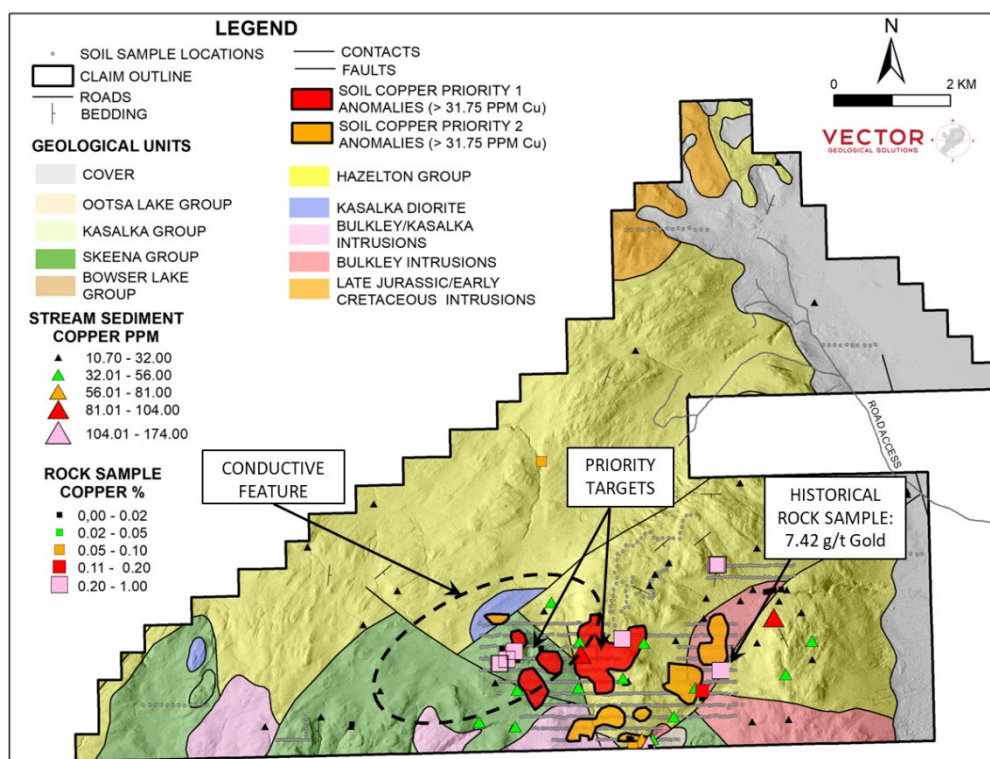 LEGEND
SOIL SAMPLE LOCATIONS
CLAIM OUTLINE
ROADS
BEDDING
CONTACTS
FAULTS
SOIL COPPER PRIORITY 1
ANOMALIES (> 31.75 PPM Cu)
SOIL COPPER PRIORITY 2
ANOMALIES (> 31.75 PPM Cu)
GEOLOGICAL UNITS
COVER
OOTSA LAKE GROUP
KASALKA GROUP
SKEENA GROUP
BOWSER LAKE
GROUP
HAZELTON GROUP
KASALKA DIORITE
BULKLEY/KASALKA
INTRUSIONS
BULKLEY INTRUSIONS
LATE JURASSIC/EARLY
CRETACEOUS INTRUSIONS
STREAM SEDIMENT
COPPER PPM
10.70 - 32.00
32.01 - 56.00
56.01 - 81.00
81.01 - 104.00
104.01 - 174.00
ROCK SAMPLE
COPPER %
0,00 - 0.02
0.02 - 0.05
0.05 - 0.10
0.11 - 0.20
0.20 - 1.00
N
0
2 KM
VECTOR
GEOLOGICAL SOLUTIONS
CONDUCTIVE
FEATURE
PRIORITY
TARGETS
HISTORICAL
ROCK SAMPLE:
7.42 g/t Gold
ROAD ACCESS